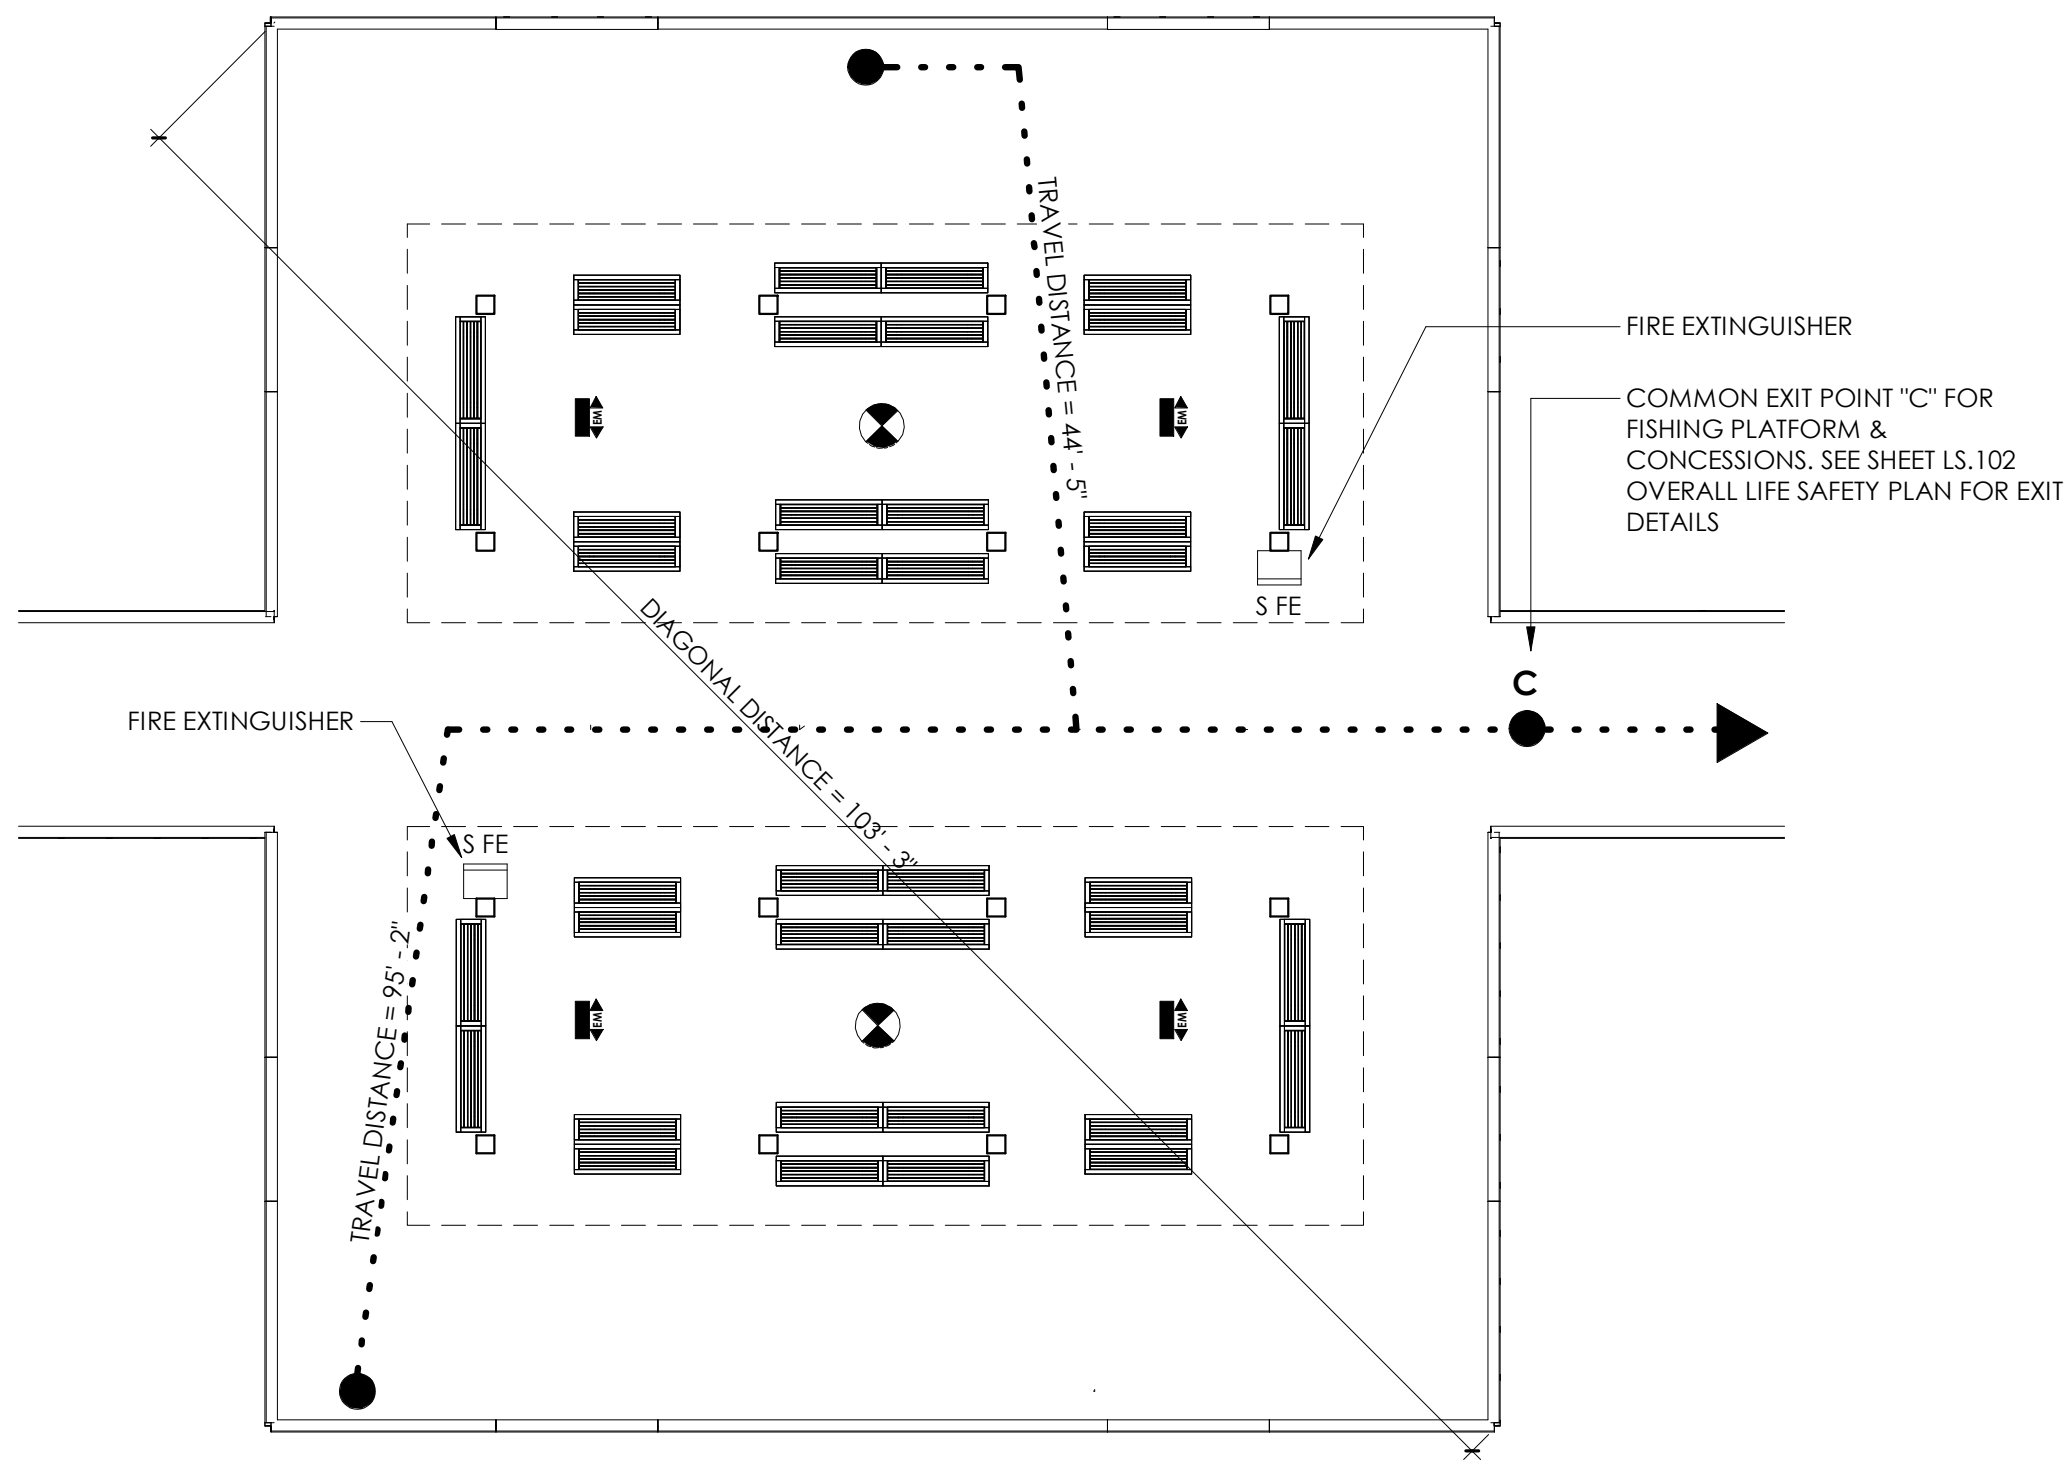 TRAVEL DISTANCE = 44' - 5"
FIRE EXTINGUISHER
COMMON EXIT POINT "C" FOR
FISHING PLATFORM &
CONCESSIONS. SEE SHEET LS.102
OVERALL LIFE SAFETY PLAN FOR EXIT
DETAILS
EM
EM
S FE
DIAGONAL DISTANCE = 103' - 3"
C
FIRE EXTINGUISHER
S FE
TRAVEL DISTANCE = 95' - 2"
EM
EM